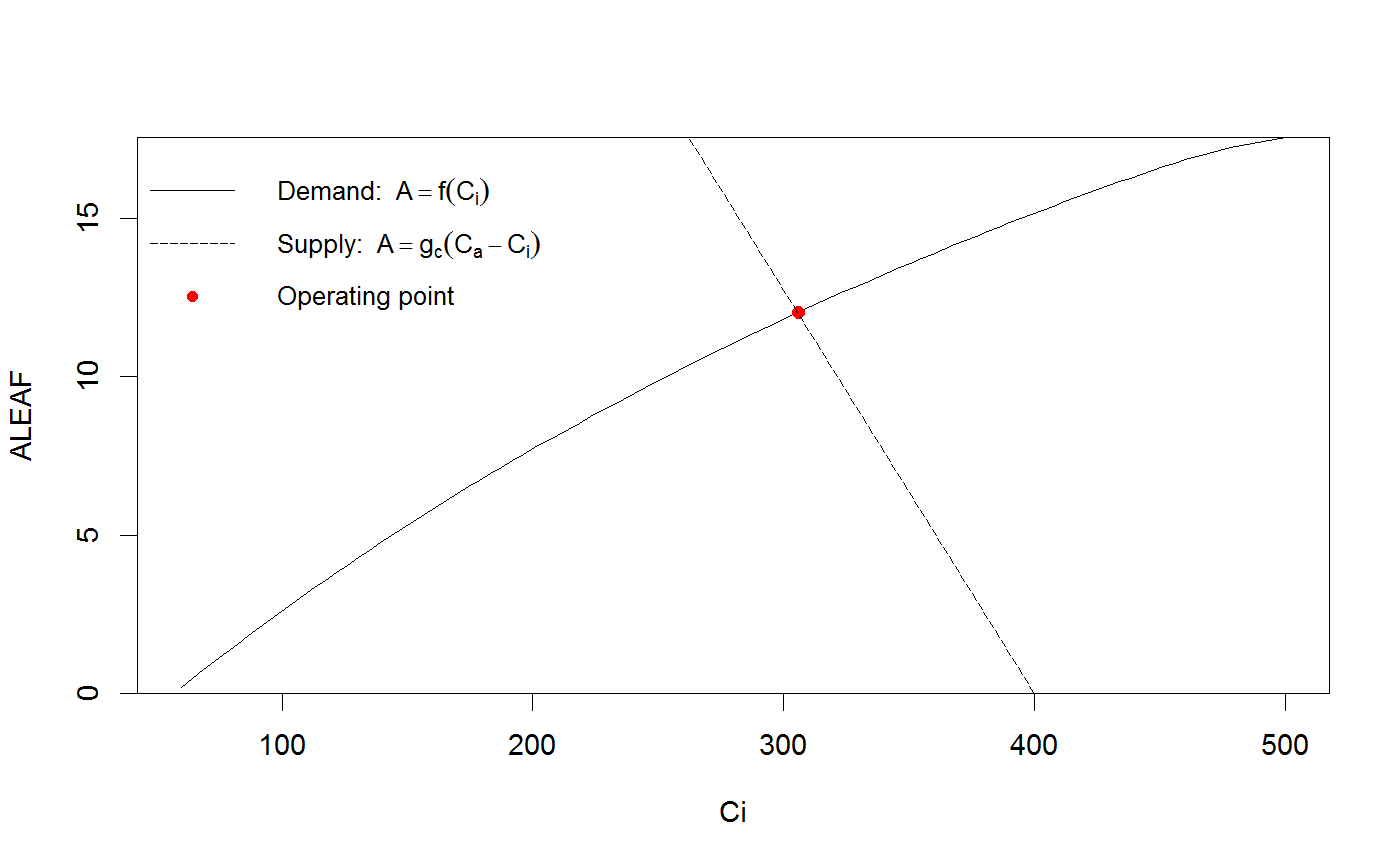 Demand: A = f(Ci)
Supply: A = gc(Ca − Ci)
Operating point
15
10
5
0
ALEAF
100 200 300 400 500
Ci